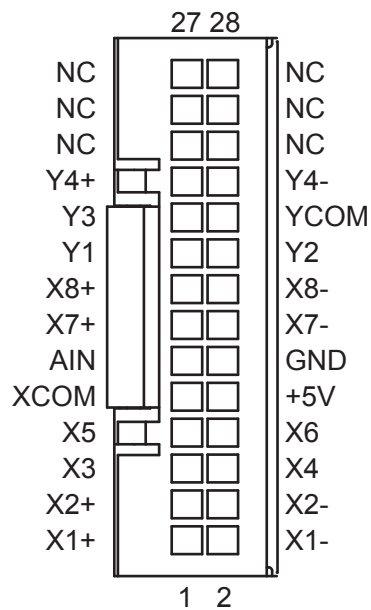 27 28
NC NC
NC NC
NC NC
Y4+ Y4-
Y3 YCOM
Y1 Y2
X8+ X8-
X7+ X7-
AIN GND
XCOM +5V
X5 X6
X3 X4
X2+ X2-
X1+ X1-
1 2